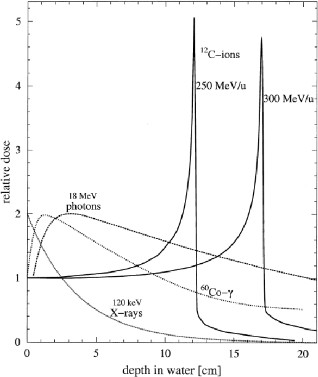 5
4
3
2
1
0
relative dose
¹²C-ions
250 MeV/u
300 MeV/u
18 MeV
photons
⁶⁰Co-γ
120 keV
X-rays
0 5 10 15 20
depth in water [cm]